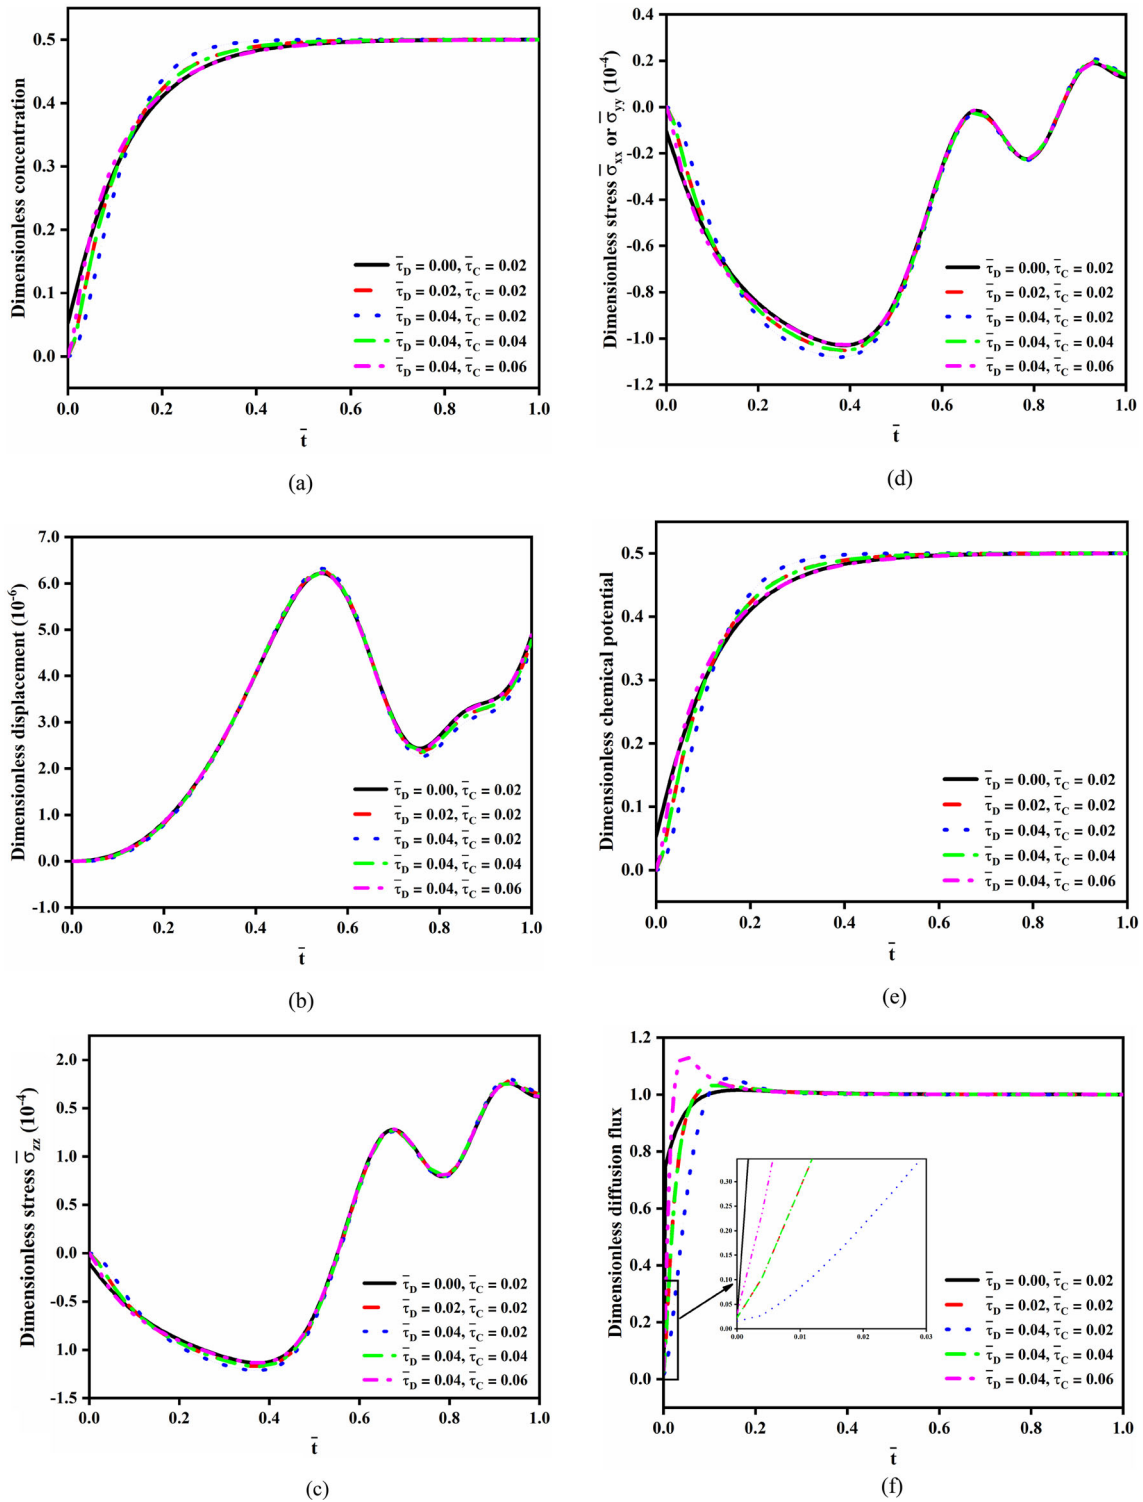 Dimensionless concentration
0.5
0.4
0.3
0.2
0.1
0.0
τ̄D = 0.00, τ̄C = 0.02
τ̄D = 0.02, τ̄C = 0.02
τ̄D = 0.04, τ̄C = 0.02
τ̄D = 0.04, τ̄C = 0.04
τ̄D = 0.04, τ̄C = 0.06
0.0 0.2 0.4 0.6 0.8 1.0
t̄
(a)
Dimensionless stress σ̄xx or σ̄yy (10-4)
0.4
0.2
0.0
-0.2
-0.4
-0.6
-0.8
-1.0
-1.2
τ̄D = 0.00, τ̄C = 0.02
τ̄D = 0.02, τ̄C = 0.02
τ̄D = 0.04, τ̄C = 0.02
τ̄D = 0.04, τ̄C = 0.04
τ̄D = 0.04, τ̄C = 0.06
0.0 0.2 0.4 0.6 0.8 1.0
t̄
(d)
Dimensionless displacement (10-6)
7.0
6.0
5.0
4.0
3.0
2.0
1.0
0.0
-1.0
τ̄D = 0.00, τ̄C = 0.02
τ̄D = 0.02, τ̄C = 0.02
τ̄D = 0.04, τ̄C = 0.02
τ̄D = 0.04, τ̄C = 0.04
τ̄D = 0.04, τ̄C = 0.06
0.0 0.2 0.4 0.6 0.8 1.0
t̄
(b)
Dimensionless chemical potential
0.5
0.4
0.3
0.2
0.1
0.0
τ̄D = 0.00, τ̄C = 0.02
τ̄D = 0.02, τ̄C = 0.02
τ̄D = 0.04, τ̄C = 0.02
τ̄D = 0.04, τ̄C = 0.04
τ̄D = 0.04, τ̄C = 0.06
0.0 0.2 0.4 0.6 0.8 1.0
t̄
(e)
Dimensionless stress σ̄zz (10-4)
2.0
0.5
1.0
0.5
0.0
-0.5
1.0
-1.5
τ̄D = 0.00, τ̄C = 0.02
τ̄D = 0.02, τ̄C = 0.02
τ̄D = 0.04, τ̄C = 0.02
τ̄D = 0.04, τ̄C = 0.04
τ̄D = 0.04, τ̄C = 0.06
0.0 0.2 0.4 0.6 0.8 1.0
t̄
(c)
Dimensionless diffusion flux
1.2
1.0
0.8
0.6
0.4
0.2
0.0
0.30
0.25
0.20
0.15
0.10
0.05
0.00
0.00 0.01 0.02 0.03
τ̄D = 0.00, τ̄C = 0.02
τ̄D = 0.02, τ̄C = 0.02
τ̄D = 0.04, τ̄C = 0.02
τ̄D = 0.04, τ̄C = 0.04
τ̄D = 0.04, τ̄C = 0.06
0.0 0.2 0.4 0.6 0.8 1.0
t̄
(f)